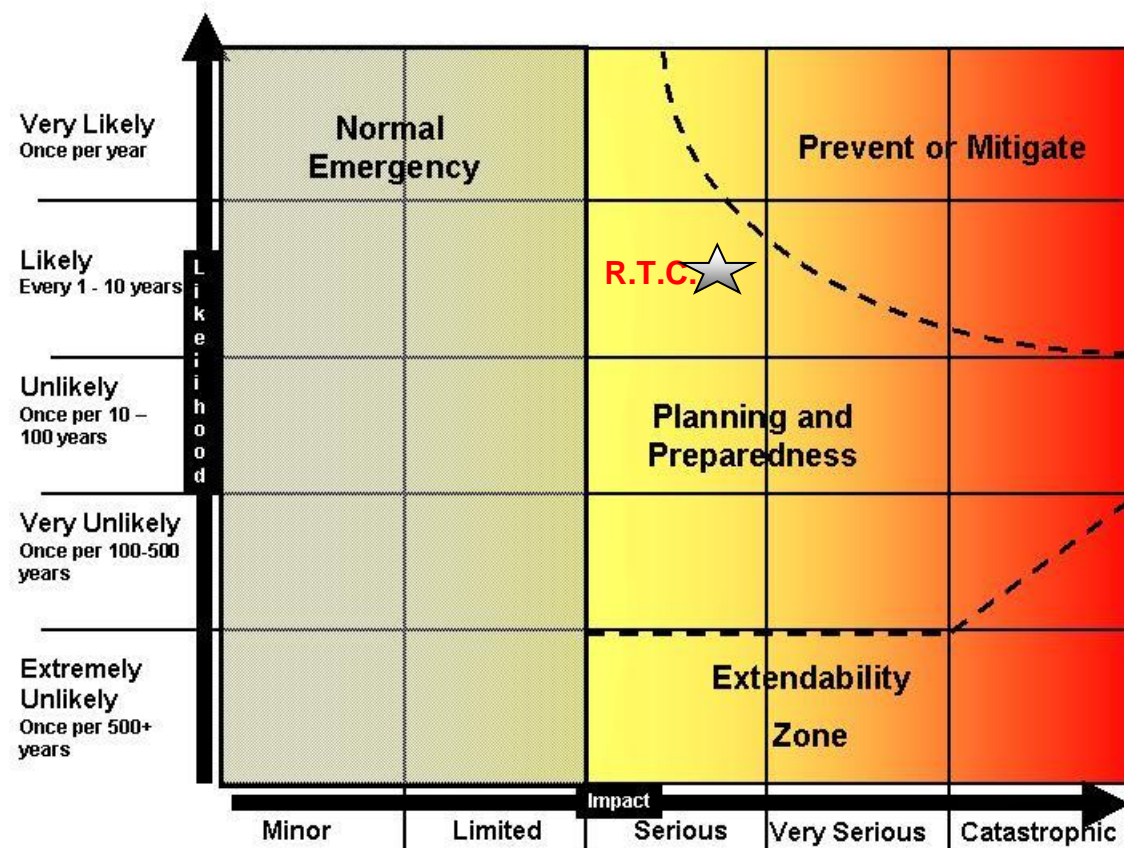 Very Likely
Once per year
Normal
Emergency
Prevent or Mitigate
Likely
Every 1 - 10 years
R.T.C.
Likeliihood
Unlikely
Once per 10 –
100 years
Planning and
Preparedness
Very Unlikely
Once per 100-500
years
Extremely
Unlikely
Once per 500+
years
Extendability
Zone
Impact
Minor
Limited
Serious
Very Serious
Catastrophic